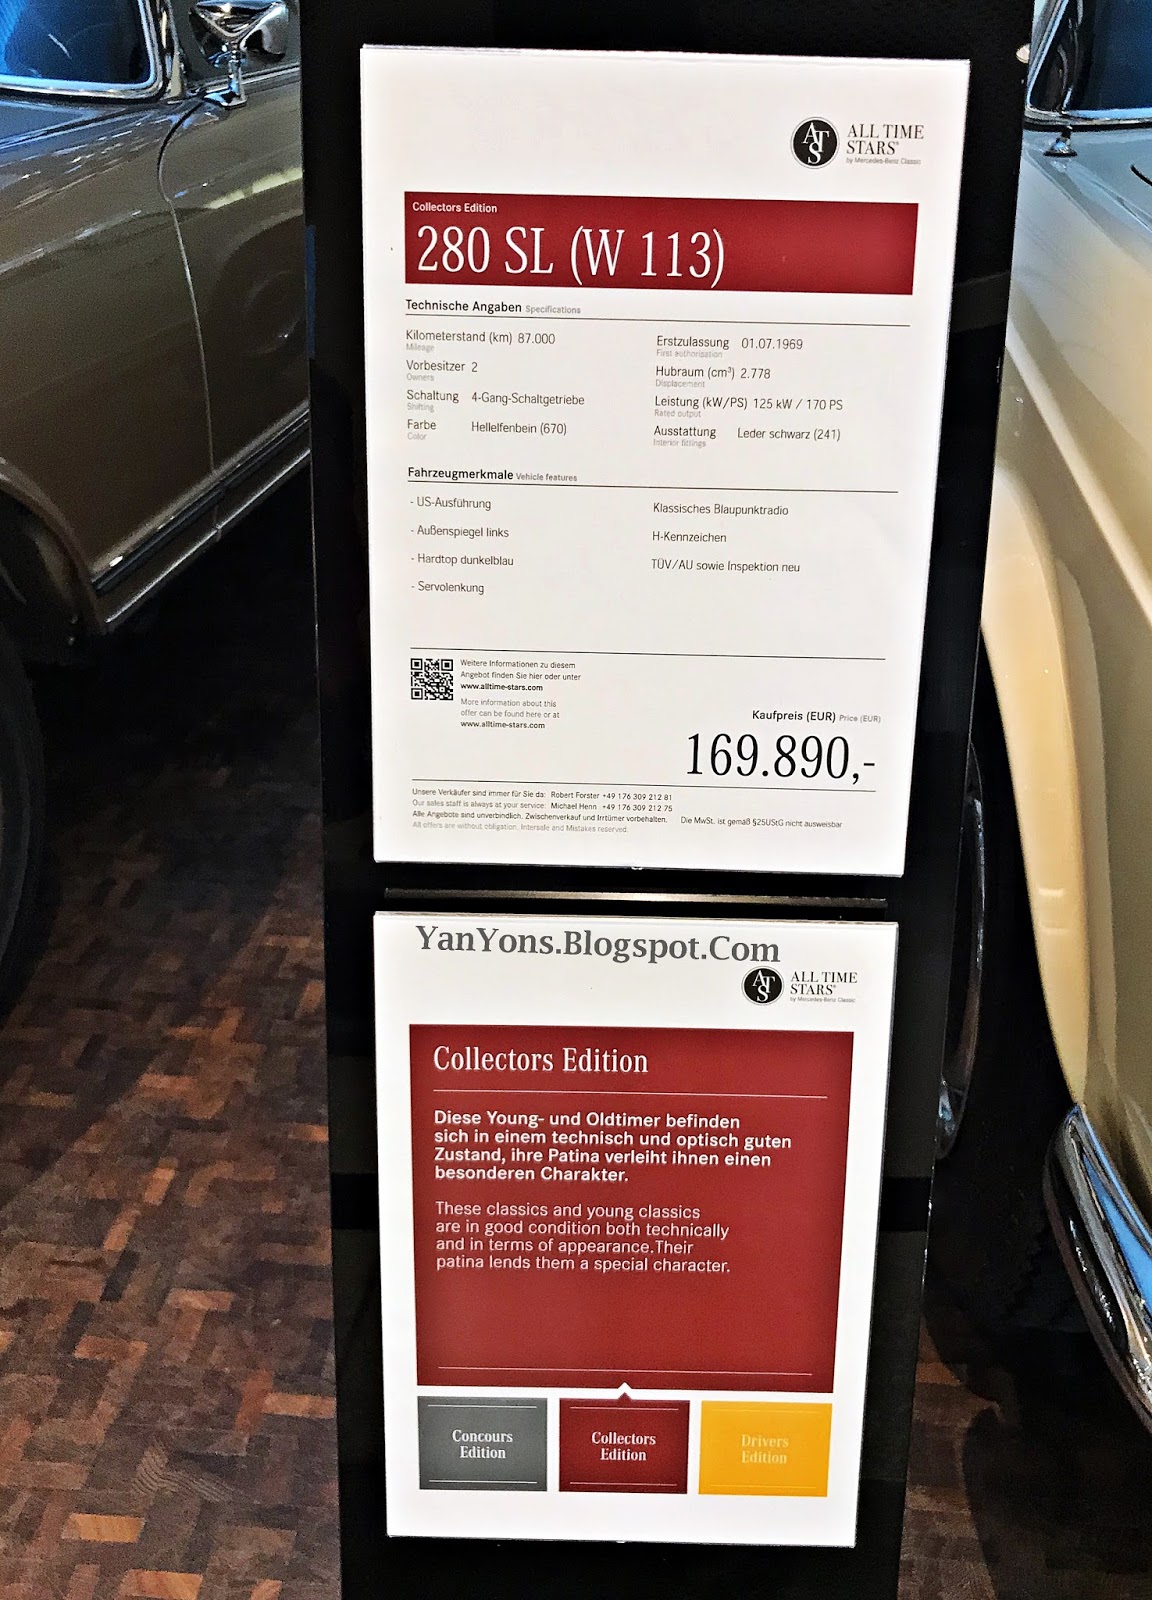 ATS
ALL TIME
STARS®
by Mercedes-Benz Classic
Collectors Edition
280 SL (W 113)
Technische Angaben Specifications
Kilometerstand (km) 87.000
Mileage
Vorbesitzer 2
Owners
Schaltung 4-Gang-Schaltgetriebe
Shifting
Farbe Hellelfenbein (670)
Color
Erstzulassung 01.07.1969
First authorisation
Hubraum (cm³) 2.778
Displacement
Leistung (kW/PS) 125 kW / 170 PS
Rated output
Ausstattung Leder schwarz (241)
Interior fittings
Fahrzeugmerkmale Vehicle features
- US-Ausführung
- Außenspiegel links
- Hardtop dunkelblau
- Servolenkung
Klassisches Blaupunktradio
H-Kennzeichen
TÜV/AU sowie Inspektion neu
Weitere Informationen zu diesem
Angebot finden Sie hier oder unter
www.alltime-stars.com
More information about this
offer can be found here or at
www.alltime-stars.com
Kaufpreis (EUR) Price (EUR)
169.890,-
Unsere Verkäufer sind immer für Sie da: Robert Forster +49 176 309 212 81
Our sales staff is always at your service: Michael Henn +49 176 309 212 75
Alle Angebote sind unverbindlich, Zwischenverkauf und Irrtümer vorbehalten. Die MwSt. ist gemäß §25UStG nicht ausweisbar
All offers are without obligation. Intersale and Mistakes reserved.
YanYons.Blogspot.Com
ATS
ALL TIME
STARS®
by Mercedes-Benz Classic
Collectors Edition
Diese Young- und Oldtimer befinden
sich in einem technisch und optisch guten
Zustand, ihre Patina verleiht ihnen einen
besonderen Charakter.
These classics and young classics
are in good condition both technically
and in terms of appearance.Their
patina lends them a special character.
Concours
Edition
Collectors
Edition
Drivers
Edition